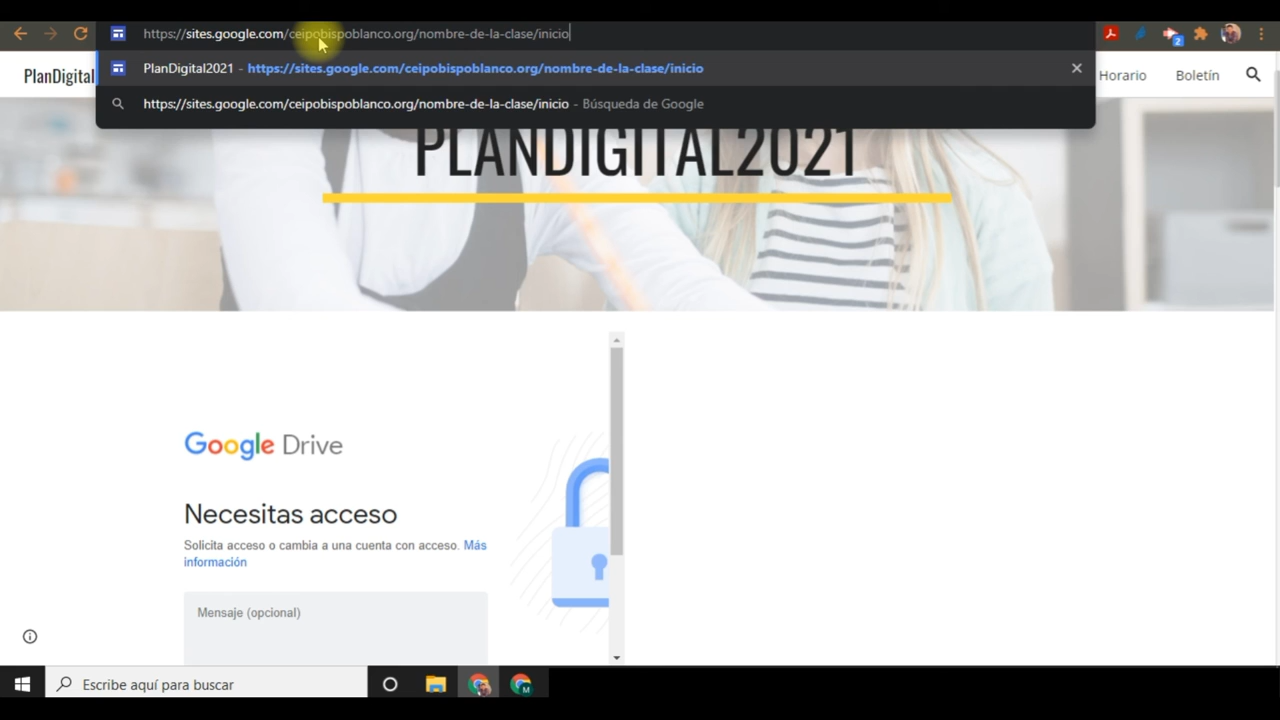 https://sites.google.com/ceipobispoblanco.org/nombre-de-la-clase/inicio
2
PlanDigital2021 - https://sites.google.com/ceipobispoblanco.org/nombre-de-la-clase/inicio
https://sites.google.com/ceipobispoblanco.org/nombre-de-la-clase/inicio - Búsqueda de Google
PlanDigital
Horario
Boletín
PLANDIGITAL2021
Google Drive
Necesitas acceso
Solicita acceso o cambia a una cuenta con acceso. Más
información
Mensaje (opcional)
Escribe aquí para buscar
M